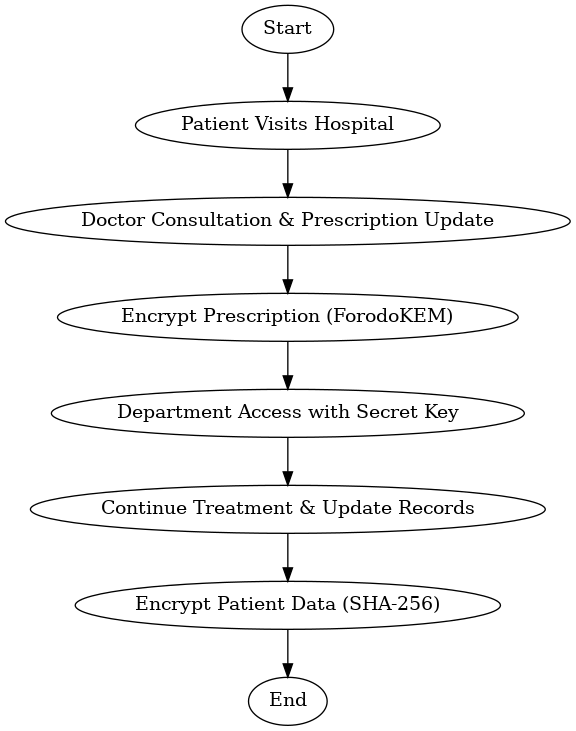 Start
Patient Visits Hospital
Doctor Consultation & Prescription Update
Encrypt Prescription (ForodoKEM)
Department Access with Secret Key
Continue Treatment & Update Records
Encrypt Patient Data (SHA-256)
End